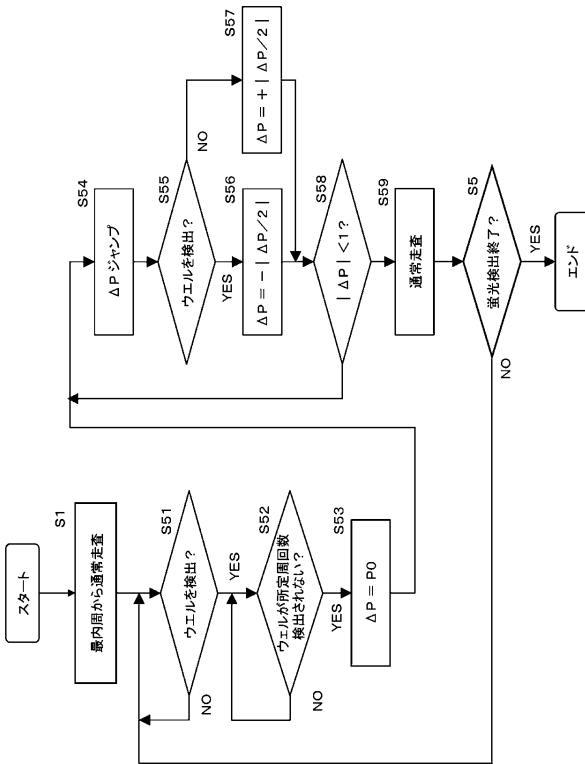 スタート
S1
最内周から通常走査
S51
ウエルを検出?
NO
YES
S52
ウェルが所定周回数
検出されない?
NO
YES
S53
ΔP=P0
S54
ΔPジャンプ
S55
ウエルを検出?
NO
YES
S56
ΔP=-|ΔP/2|
S57
ΔP=+|ΔP/2|
S58
|ΔP|<1?
S59
通常走査
S5
蛍光検出終了?
NO
YES
エンド